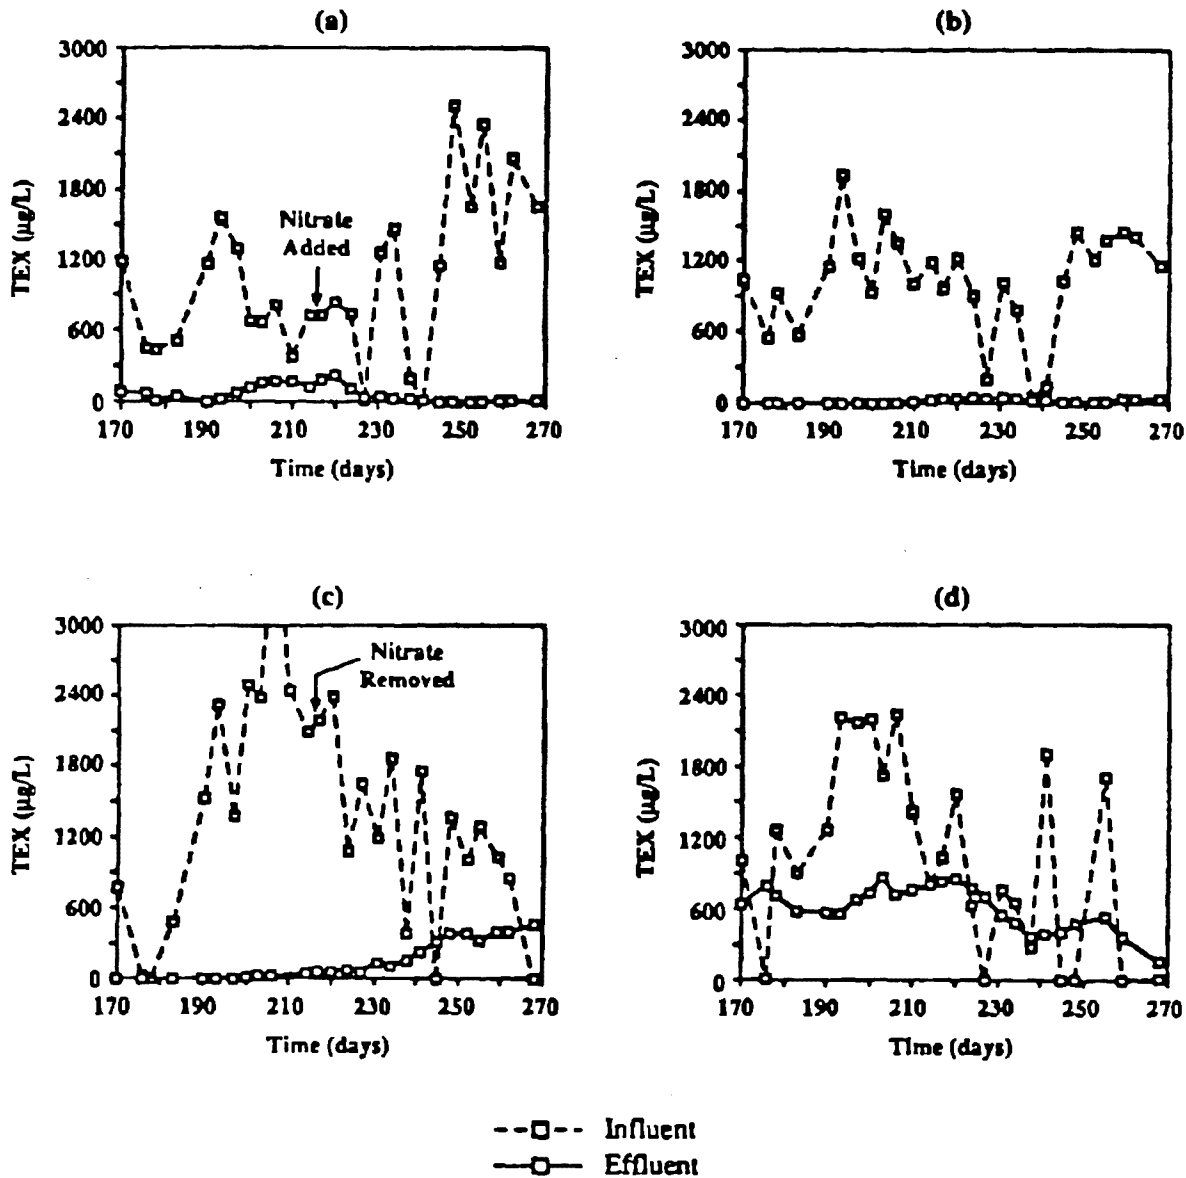 (a)
3000
2400
1800
1200
600
0
TEX (µg/L)
Nitrate
Added
170 190 210 230 250 270
Time (days)
(b)
3000
2400
1800
1200
600
0
TEX (µg/L)
170 190 210 230 250 270
Time (days)
(c)
3000
2400
1800
1200
600
0
TEX (µg/L)
Nitrate
Removed
170 190 210 230 250 270
Time (days)
(d)
3000
2400
1800
1200
600
0
TEX (µg/L)
170 190 210 230 250 270
Time (days)
Influent
Effluent